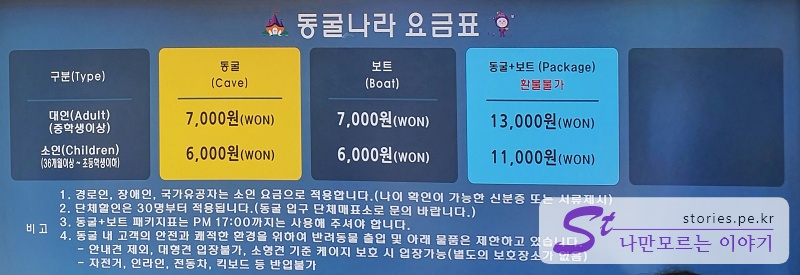 동굴나라 요금표
구분(Type)
동굴
(Cave)
보트
(Boat)
동굴+보트 (Package)
환불불가
대인(Adult)
(중학생이상)
7,000원(WON)
7,000원(WON)
13,000원(WON)
소인(Children)
(36개월이상~초등학생이하)
6,000원(WON)
6,000원(WON)
11,000원(WON)
비 고
1. 경로인, 장애인, 국가유공자는 소인 요금으로 적용합니다.(나이 확인이 가능한 신분증 또는 서류제시)
2. 단체할인은 30명부터 적용됩니다.(동굴 입구 단체매표소로 문의 바랍니다.)
3. 동굴+보트 패키지표는 PM 17:00까지는 사용해 주셔야 합니다.
4. 동굴 내 고객의 안전과 쾌적한 환경을 위하여 반려동물 출입 및 아래 물품은 제한하고 있습니다.
- 안내견 제외, 대형견 입장불가, 소형견 기준 케이지 보호 시 입장가능(별도의 보호장소가 없음)
- 자전거, 인라인, 전동차, 킥보드 등 반입불가
St
stories.pe.kr
나만모르는 이야기